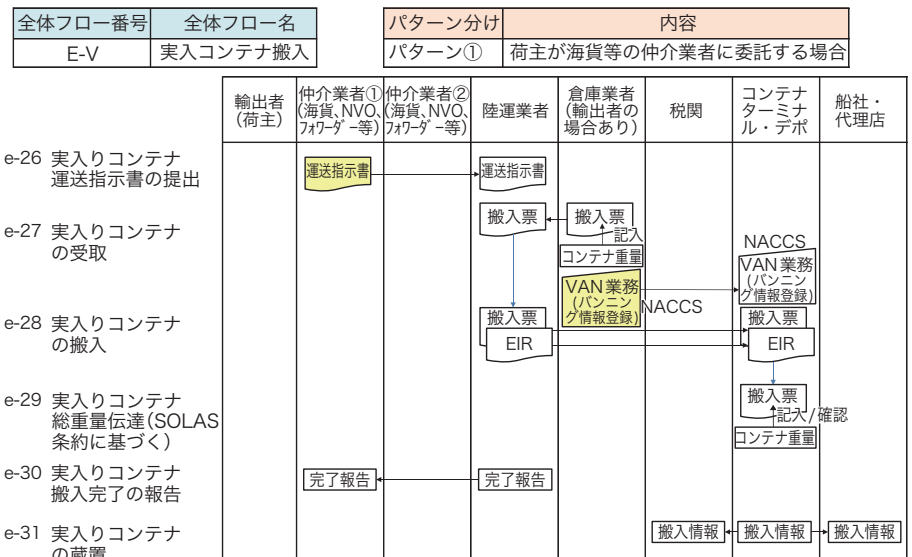 全体フロー番号 全体フロー名
E-V 実入コンテナ搬入
パターン分け 内容
パターン① 荷主が海貨等の仲介業者に委託する場合
輸出者
(荷主)
仲介業者①
(海貨、NVO、
フォワーダー等)
仲介業者②
(海貨、NVO、
フォワーダー等)
陸運業者
倉庫業者
(輸出者の
場合あり)
税関
コンテナ
ターミナ
ル・デポ
船社・
代理店
e-26 実入りコンテナ
運送指示書の提出
運送指示書
運送指示書
e-27 実入りコンテナ
の受取
搬入票
搬入票
記入
コンテナ重量
VAN業務
(バンニン
グ情報登録)
NACCS
NACCS
VAN業務
(バンニン
グ情報登録)
e-28 実入りコンテナ
の搬入
搬入票
EIR
搬入票
EIR
e-29 実入りコンテナ
総重量伝達(SOLAS
条約に基づく)
搬入票
記入/確認
コンテナ重量
e-30 実入りコンテナ
搬入完了の報告
完了報告
完了報告
e-31 実入りコンテナ
の蔵置
搬入情報
搬入情報
搬入情報